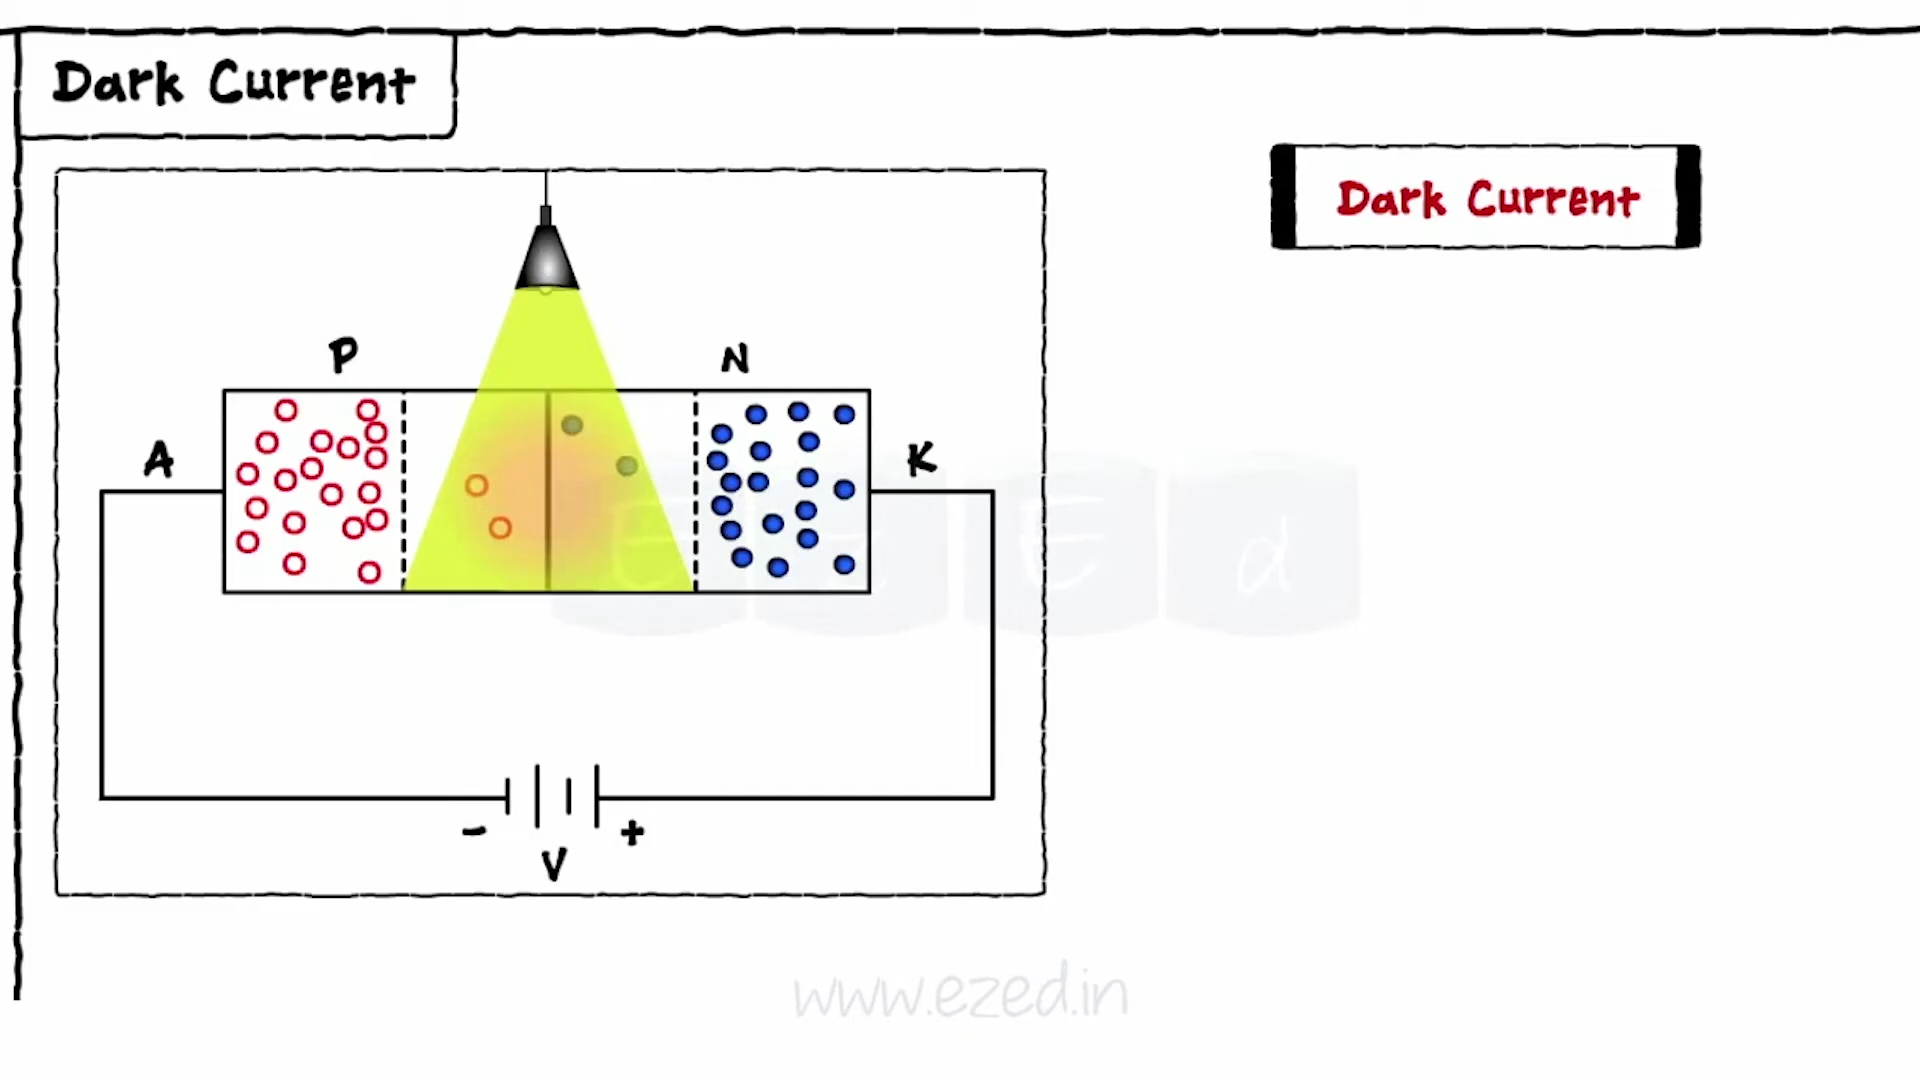 Dark Current
Dark Current
P
N
A
K
E Z E d
- +
V
www.ezed.in